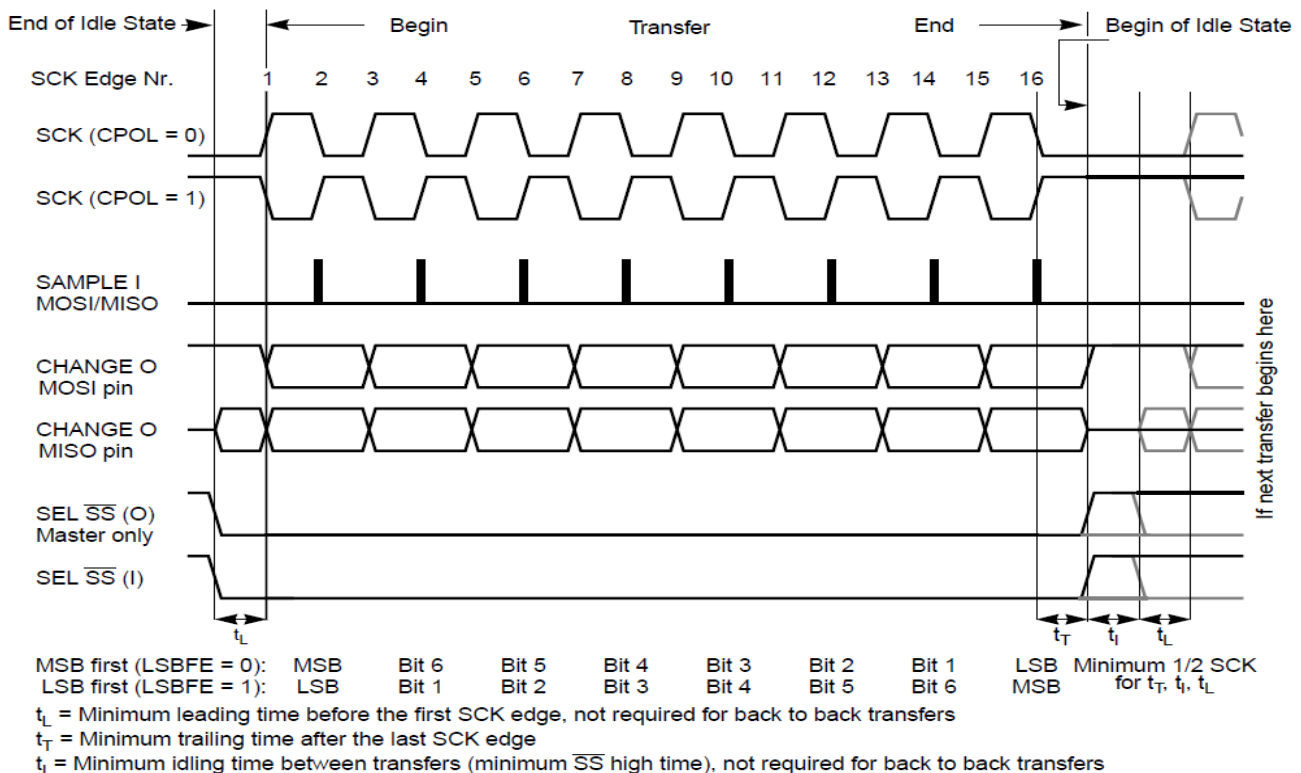 End of Idle State
Begin
Transfer
End
Begin of Idle State
SCK Edge Nr.
1 2 3 4 5 6 7 8 9 10 11 12 13 14 15 16
SCK (CPOL = 0)
SCK (CPOL = 1)
SAMPLE I
MOSI/MISO
CHANGE O
MOSI pin
CHANGE O
MISO pin
SEL SS (O)
Master only
SEL SS (I)
If next transfer begins here
tL
tT
tI
tL
MSB first (LSBFE = 0): MSB Bit 6 Bit 5 Bit 4 Bit 3 Bit 2 Bit 1 LSB Minimum 1/2 SCK
LSB first (LSBFE = 1): LSB Bit 1 Bit 2 Bit 3 Bit 4 Bit 5 Bit 6 MSB for tT, tI, tL
tL = Minimum leading time before the first SCK edge, not required for back to back transfers
tT = Minimum trailing time after the last SCK edge
tI = Minimum idling time between transfers (minimum SS high time), not required for back to back transfers